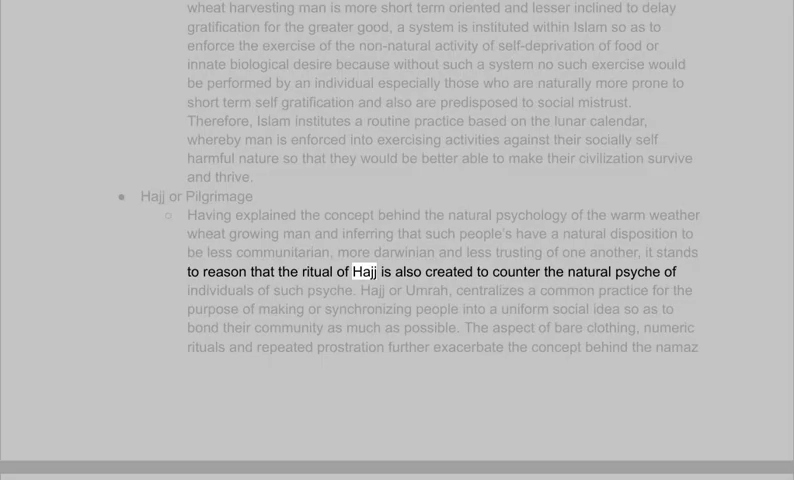 wheat harvesting man is more short term oriented and lesser inclined to delay
gratification for the greater good, a system is instituted within Islam so as to
enforce the exercise of the non-natural activity of self-deprivation of food or
innate biological desire because without such a system no such exercise would
be performed by an individual especially those who are naturally more prone to
short term self gratification and also are predisposed to social mistrust.
Therefore, Islam institutes a routine practice based on the lunar calendar,
whereby man is enforced into exercising activities against their socially self
harmful nature so that they would be better able to make their civilization survive
and thrive.
● Hajj or Pilgrimage
○ Having explained the concept behind the natural psychology of the warm weather
wheat growing man and inferring that such people's have a natural disposition to
be less communitarian, more darwinian and less trusting of one another, it stands
to reason that the ritual of Hajj is also created to counter the natural psyche of
individuals of such psyche. Hajj or Umrah, centralizes a common practice for the
purpose of making or synchronizing people into a uniform social idea so as to
bond their community as much as possible. The aspect of bare clothing, numeric
rituals and repeated prostration further exacerbate the concept behind the namaz